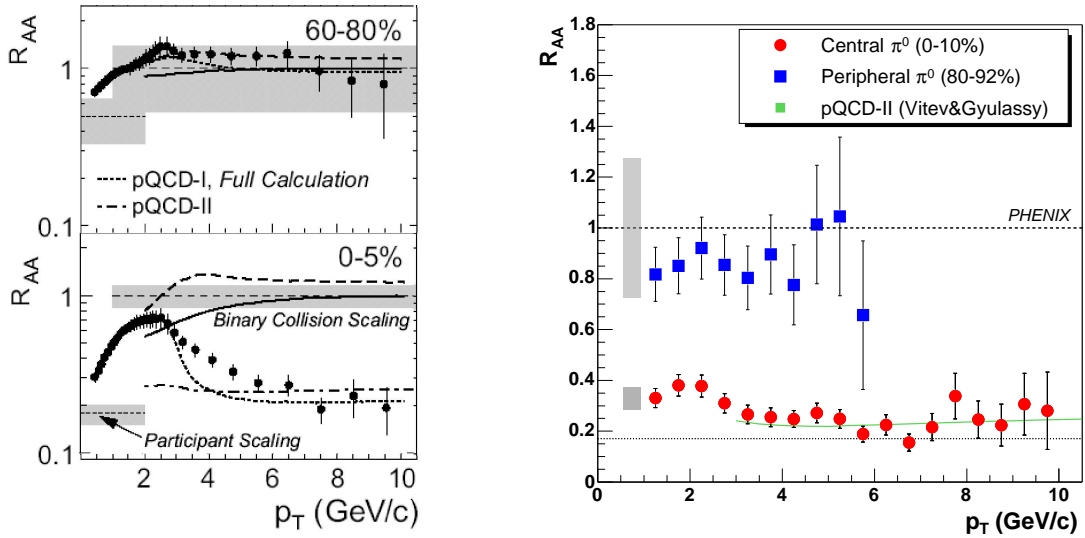 R_AA
60-80%
1
pQCD-I, Full Calculation
pQCD-II
0.1
R_AA
0-5%
1
Binary Collision Scaling
Participant Scaling
0.1
0 2 4 6 8 10
p_T (GeV/c)
R_AA
1.8
1.6
1.4
1.2
1
0.8
0.6
0.4
0.2
0
Central π⁰ (0-10%)
Peripheral π⁰ (80-92%)
pQCD-II (Vitev&Gyulassy)
PHENIX
0 2 4 6 8 10
p_T (GeV/c)